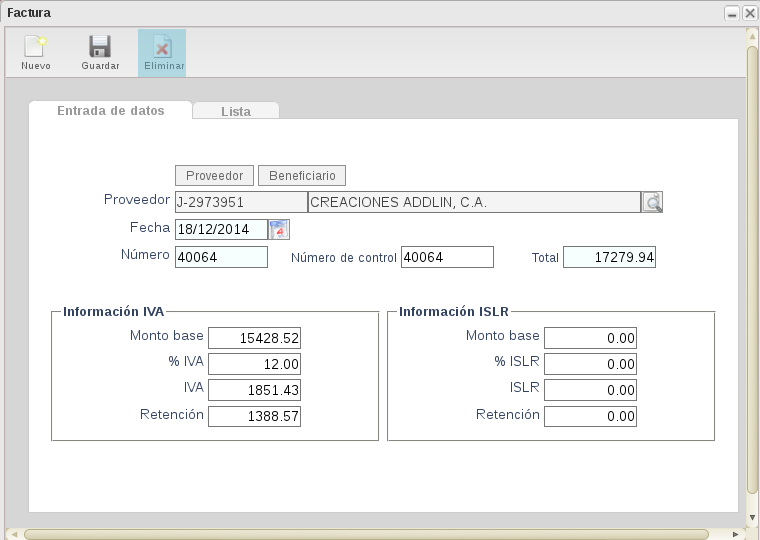 Factura
Nuevo Guardar Eliminar
Entrada de datos Lista
Proveedor Beneficiario
Proveedor J-2973951 CREACIONES ADDLIN, C.A.
Fecha 18/12/2014
Número 40064 Número de control 40064 Total 17279.94
Información IVA
Monto base 15428.52
% IVA 12.00
IVA 1851.43
Retención 1388.57
Información ISLR
Monto base 0.00
% ISLR 0.00
ISLR 0.00
Retención 0.00